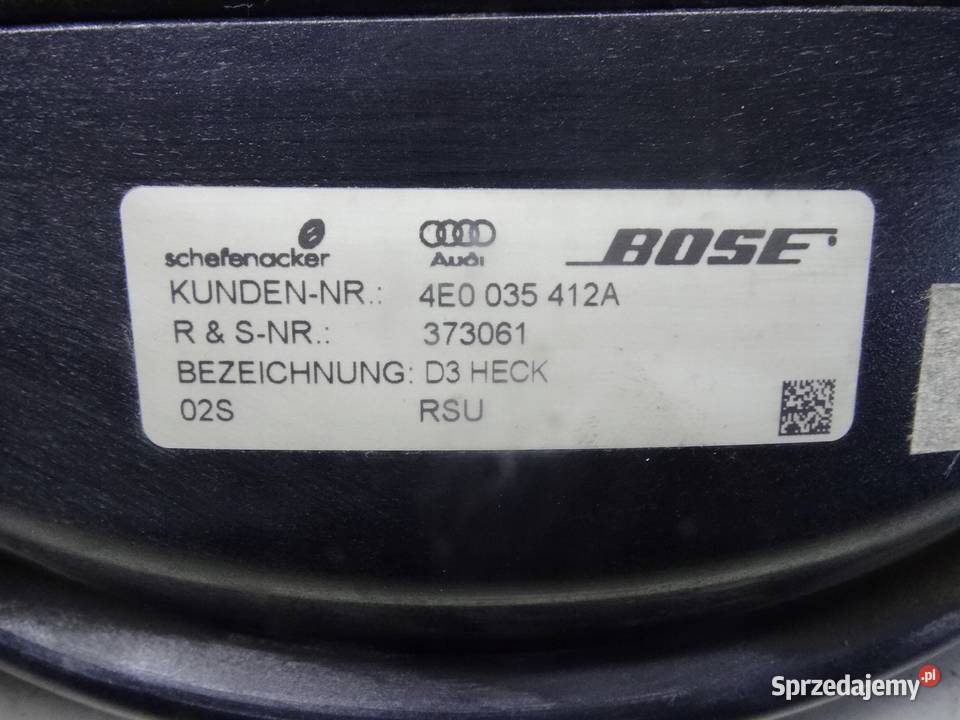 schefenacker Audi BOSE
KUNDEN-NR.: 4E0 035 412A
R & S-NR.: 373061
BEZEICHNUNG: D3 HECK
02S RSU
Sprzedajemy.pl